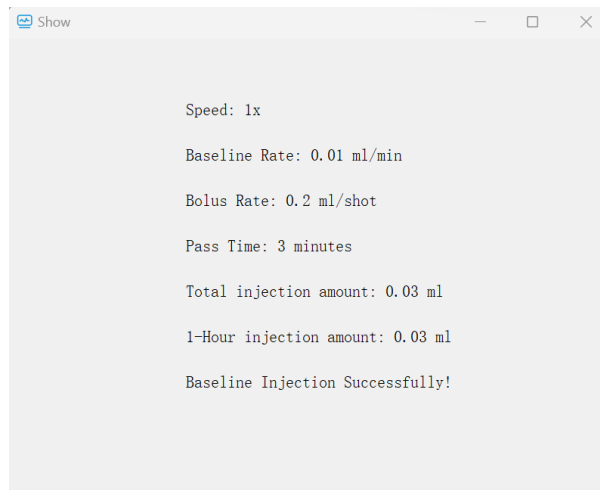 Show
Speed: 1x
Baseline Rate: 0.01 ml/min
Bolus Rate: 0.2 ml/shot
Pass Time: 3 minutes
Total injection amount: 0.03 ml
1-Hour injection amount: 0.03 ml
Baseline Injection Successfully!